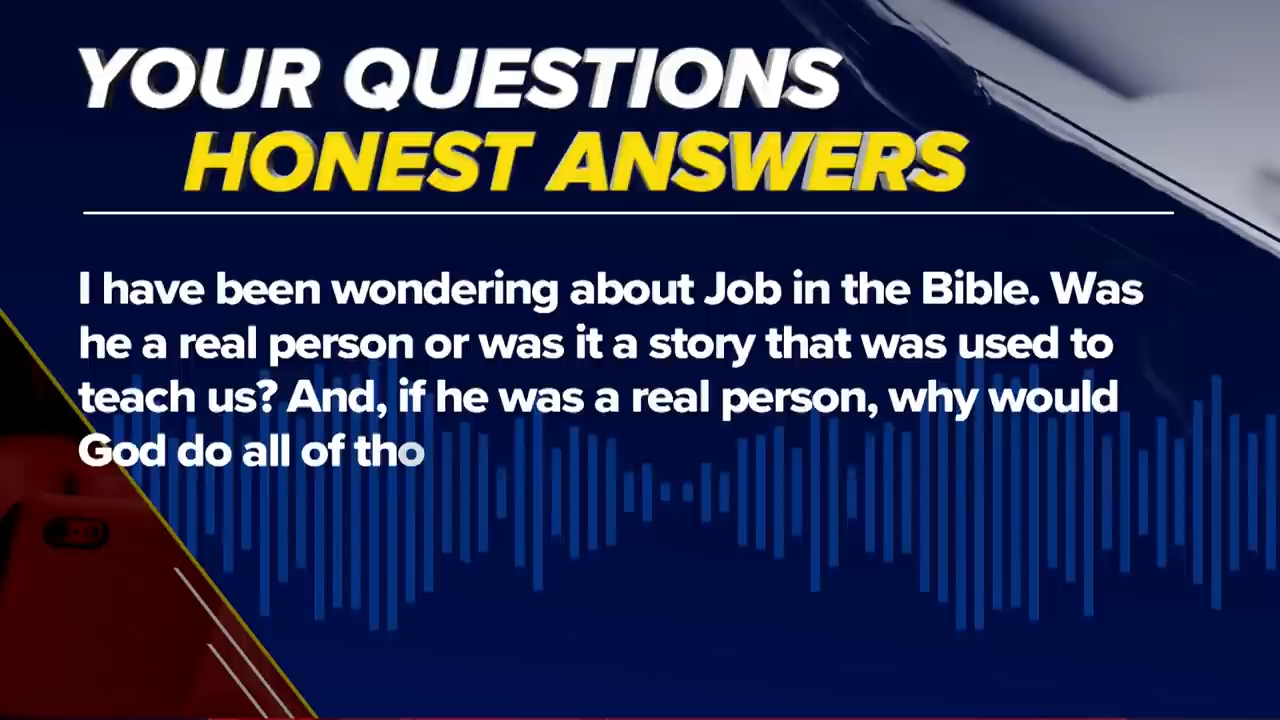 YOUR QUESTIONS
HONEST ANSWERS
I have been wondering about Job in the Bible. Was
he a real person or was it a story that was used to
teach us? And, if he was a real person, why would
God do all of tho